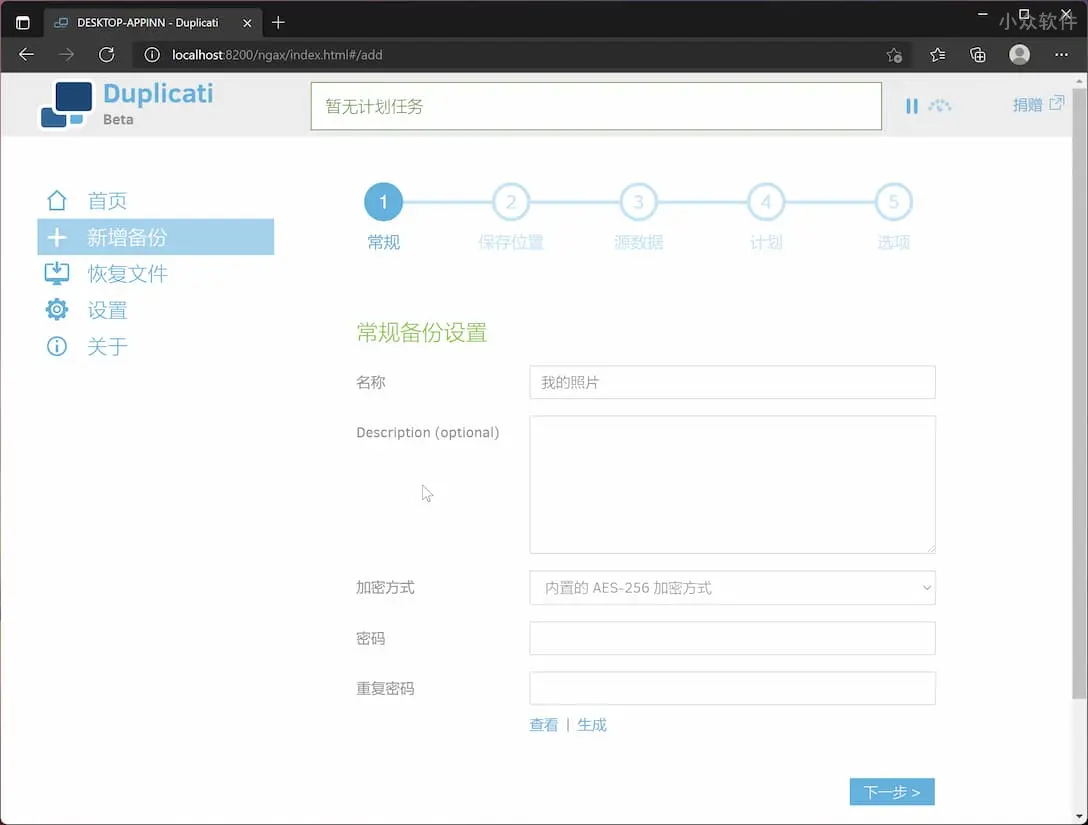 DESKTOP-APPINN - Duplicati
小众软件
localhost:8200/ngax/index.html#/add
Duplicati
Beta
暂无计划任务
捐赠
首页
新增备份
恢复文件
设置
关于
1 2 3 4 5
常规 保存位置 源数据 计划 选项
常规备份设置
名称 我的照片
Description (optional)
加密方式 内置的 AES-256 加密方式
密码
重复密码
查看 | 生成
下一步 >